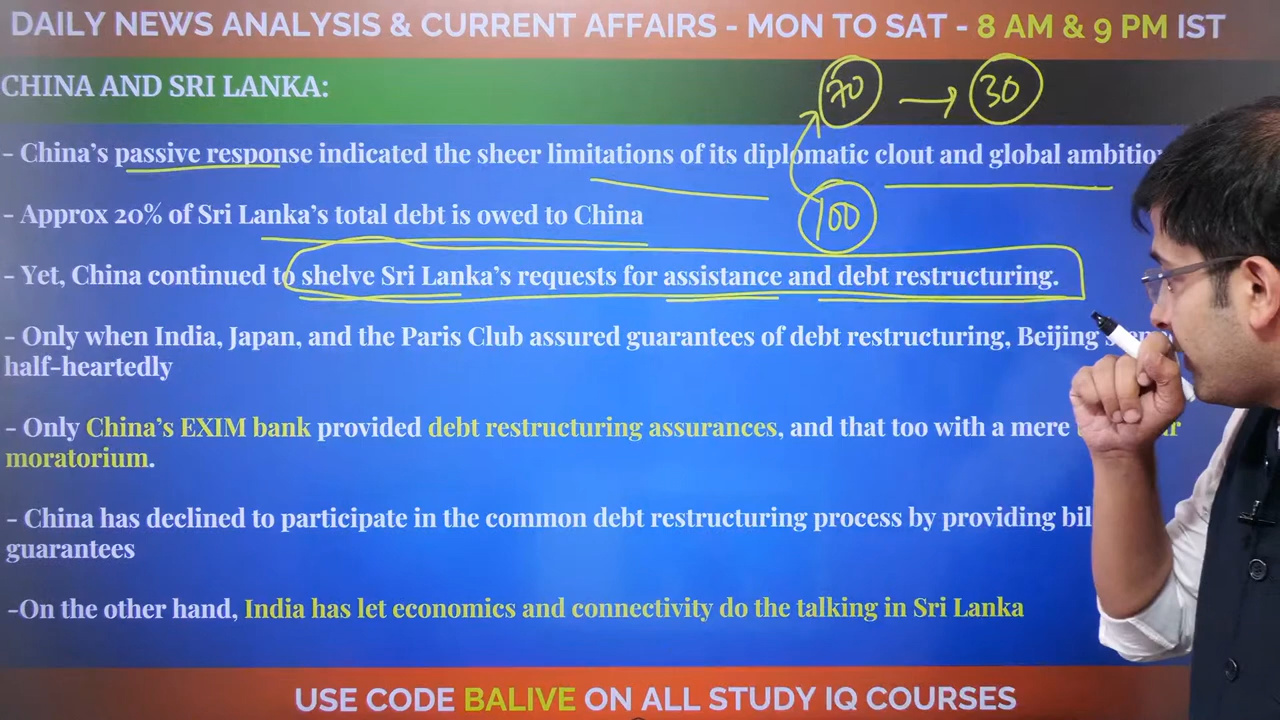 DAILY NEWS ANALYSIS & CURRENT AFFAIRS - MON TO SAT - 8 AM & 9 PM IST
CHINA AND SRI LANKA:
70 → 30
- China's passive response indicated the sheer limitations of its diplomatic clout and global
100
- Approx 20% of Sri Lanka's total debt is owed to China
- Yet, China continued to shelve Sri Lanka's requests for assistance and debt restructuring.
- Only when India, Japan, and the Paris Club assured guarantees of debt restructuring, Beijing
half-heartedly
- Only China's EXIM bank provided debt restructuring assurances, and that too with a mere
moratorium.
- China has declined to participate in the common debt restructuring process by providing
guarantees
-On the other hand, India has let economics and connectivity do the talking in Sri Lanka
USE CODE BALIVE ON ALL STUDY IQ COURSES